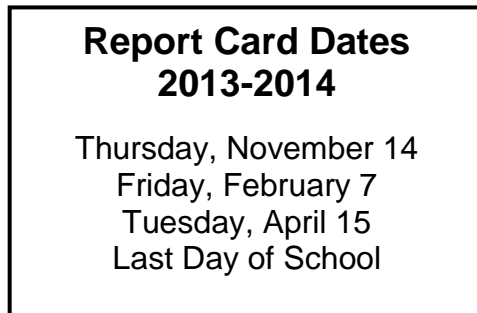 Report Card Dates
2013-2014
Thursday, November 14
Friday, February 7
Tuesday, April 15
Last Day of School